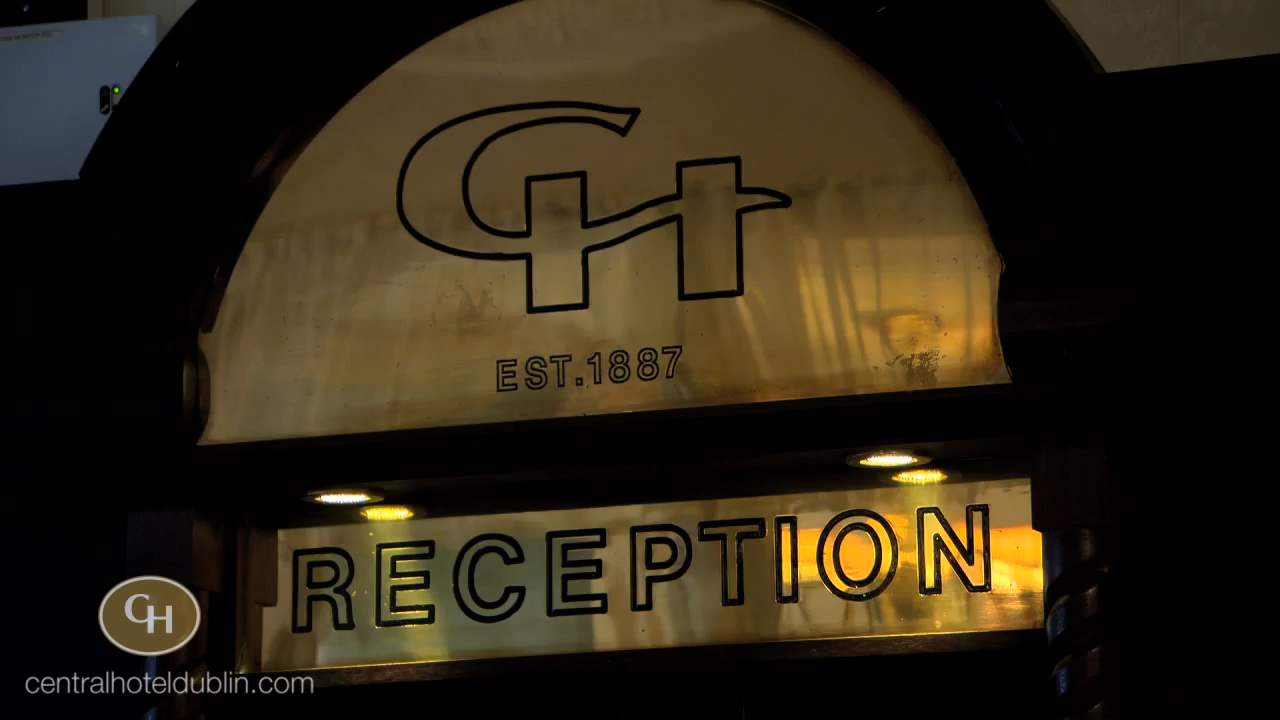 CH
EST.1887
RECEPTION
CH
centralhoteldublin.com